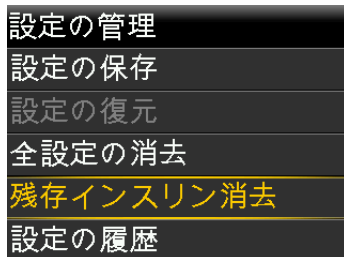 設定の管理
設定の保存
設定の復元
全設定の消去
残存インスリン消去
設定の履歴